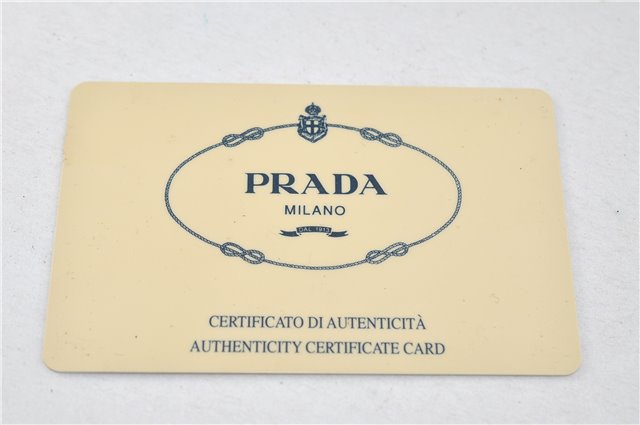 PRADA
MILANO
DAL 1913
CERTIFICATO DI AUTENTICITÀ
AUTHENTICITY CERTIFICATE CARD